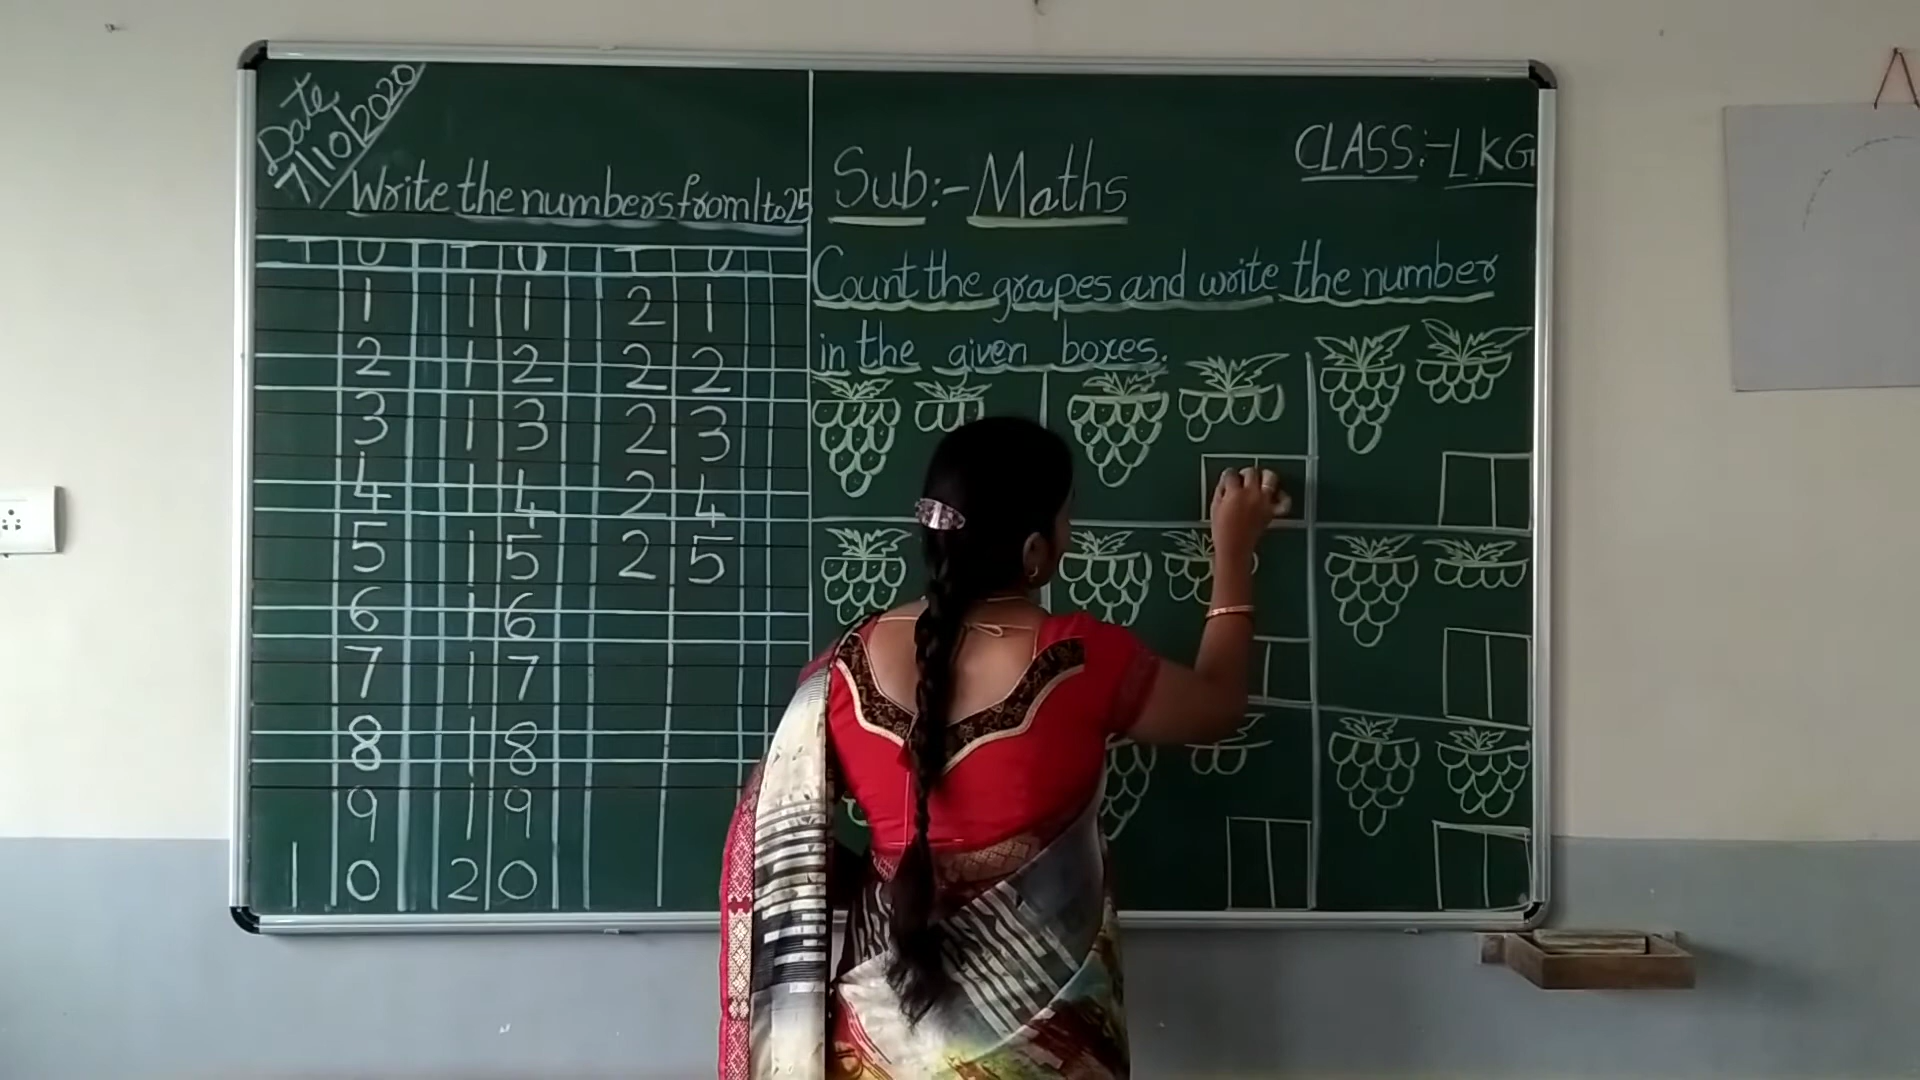 Date
7/10/2020
Write the numbers from 1 to 25
T U T U T U
1 1 1 2 1
2 1 2 2 2
3 1 3 2 3
4 1 4 2 4
5 1 5 2 5
6 1 6
7 1 7
8 1 8
9 1 9
1 0 2 0
CLASS:-LKG
Sub:-Maths
Count the grapes and write the number
in the given boxes.